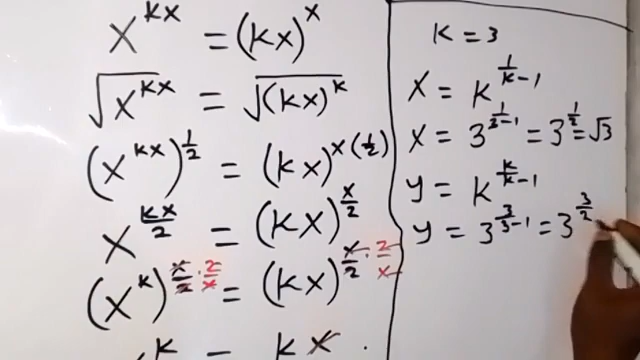 x^{kx} = (kx)^x
√x^{kx} = √(kx)^k
(x^{kx})^{1/2} = (kx)^{x(1/2)}
x^{kx/2} = (kx)^{x/2}
(x^k)^{x/2 · 2/x} = (kx)^{x/2 · 2/x}
x^k = kx .
k = 3
x = k^{1/k-1}
x = 3^{1/3-1} = 3^{1/2} = √3
y = k^{k/k-1}
y = 3^{3/3-1} = 3^{3/2}